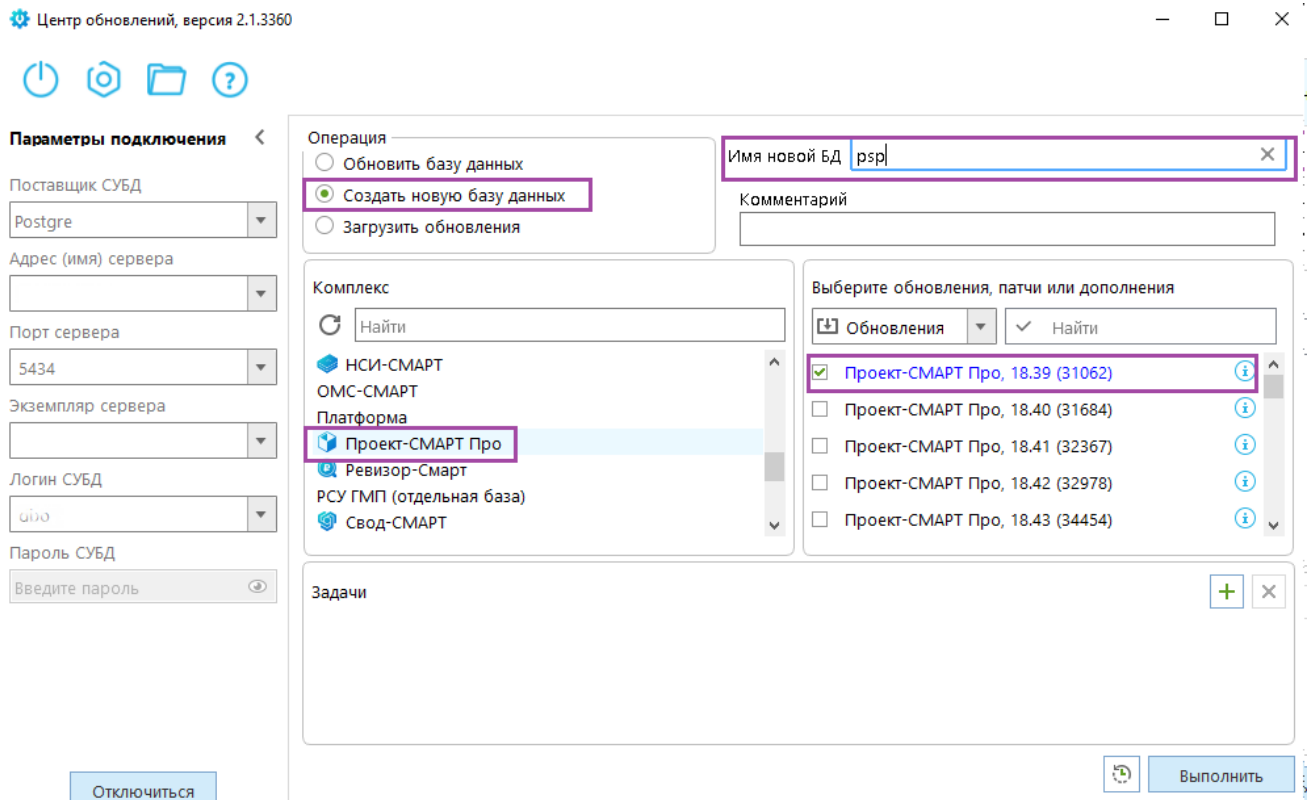 Центр обновлений, версия 2.1.3360
Параметры подключения
Поставщик СУБД
Postgre
Адрес (имя) сервера
Порт сервера
5434
Экземпляр сервера
Логин СУБД
Пароль СУБД
Введите пароль
Отключиться
Операция
Обновить базу данных
Создать новую базу данных
Загрузить обновления
Имя новой БД psp
Комментарий
Комплекс
Найти
НСИ-СМАРТ
ОМС-СМАРТ
Платформа
Проект-СМАРТ Про
Ревизор-Смарт
РСУ ГМП (отдельная база)
Свод-СМАРТ
Выберите обновления, патчи или дополнения
Обновления Найти
Проект-СМАРТ Про, 18.39 (31062)
Проект-СМАРТ Про, 18.40 (31684)
Проект-СМАРТ Про, 18.41 (32367)
Проект-СМАРТ Про, 18.42 (32978)
Проект-СМАРТ Про, 18.43 (34454)
Задачи
Выполнить